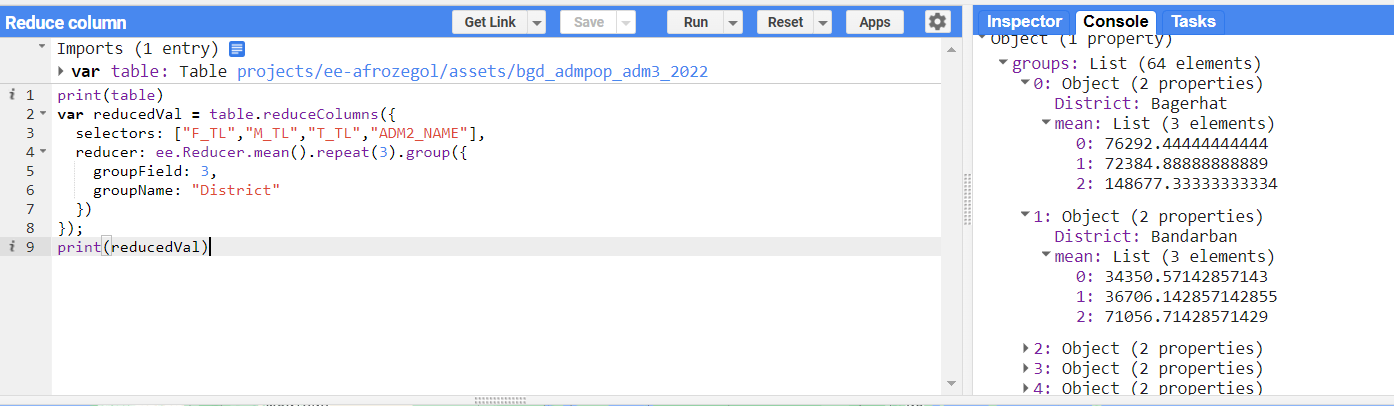 Reduce column
Get Link
Save
Run
Reset
Apps
Imports (1 entry)
var table: Table projects/ee-afrozegol/assets/bgd_admpop_adm3_2022
i 1 print(table)
2 var reducedVal = table.reduceColumns({
3 selectors: ["F_TL","M_TL","T_TL","ADM2_NAME"],
4 reducer: ee.Reducer.mean().repeat(3).group({
5 groupField: 3,
6 groupName: "District"
7 })
8 });
i 9 print(reducedVal)
Inspector Console Tasks
Object (1 property)
groups: List (64 elements)
0: Object (2 properties)
District: Bagerhat
mean: List (3 elements)
0: 76292.44444444444
1: 72384.88888888889
2: 148677.33333333334
1: Object (2 properties)
District: Bandarban
mean: List (3 elements)
0: 34350.57142857143
1: 36706.142857142855
2: 71056.71428571429
2: Object (2 properties)
3: Object (2 properties)
4: Object (2 properties)